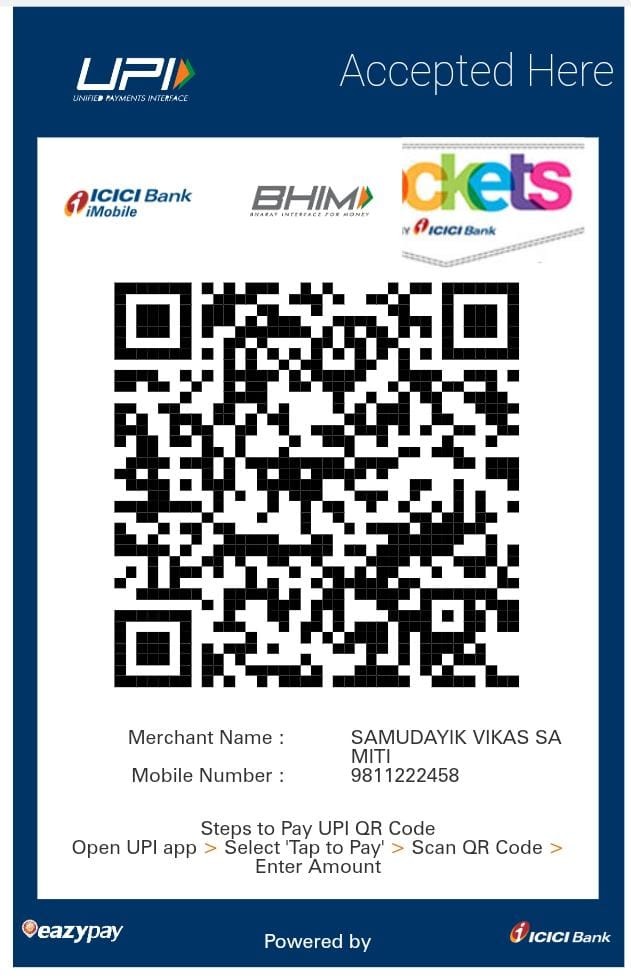 UPI
UNIFIED PAYMENTS INTERFACE
Accepted Here
ICICI Bank
iMobile
BHIM
BHARAT INTERFACE FOR MONEY
ckets
ICICI Bank
Merchant Name : SAMUDAYIK VIKAS SA
MITI
Mobile Number : 9811222458
Steps to Pay UPI QR Code
Open UPI app > Select 'Tap to Pay' > Scan QR Code >
Enter Amount
eazypay
Powered by
ICICI Bank